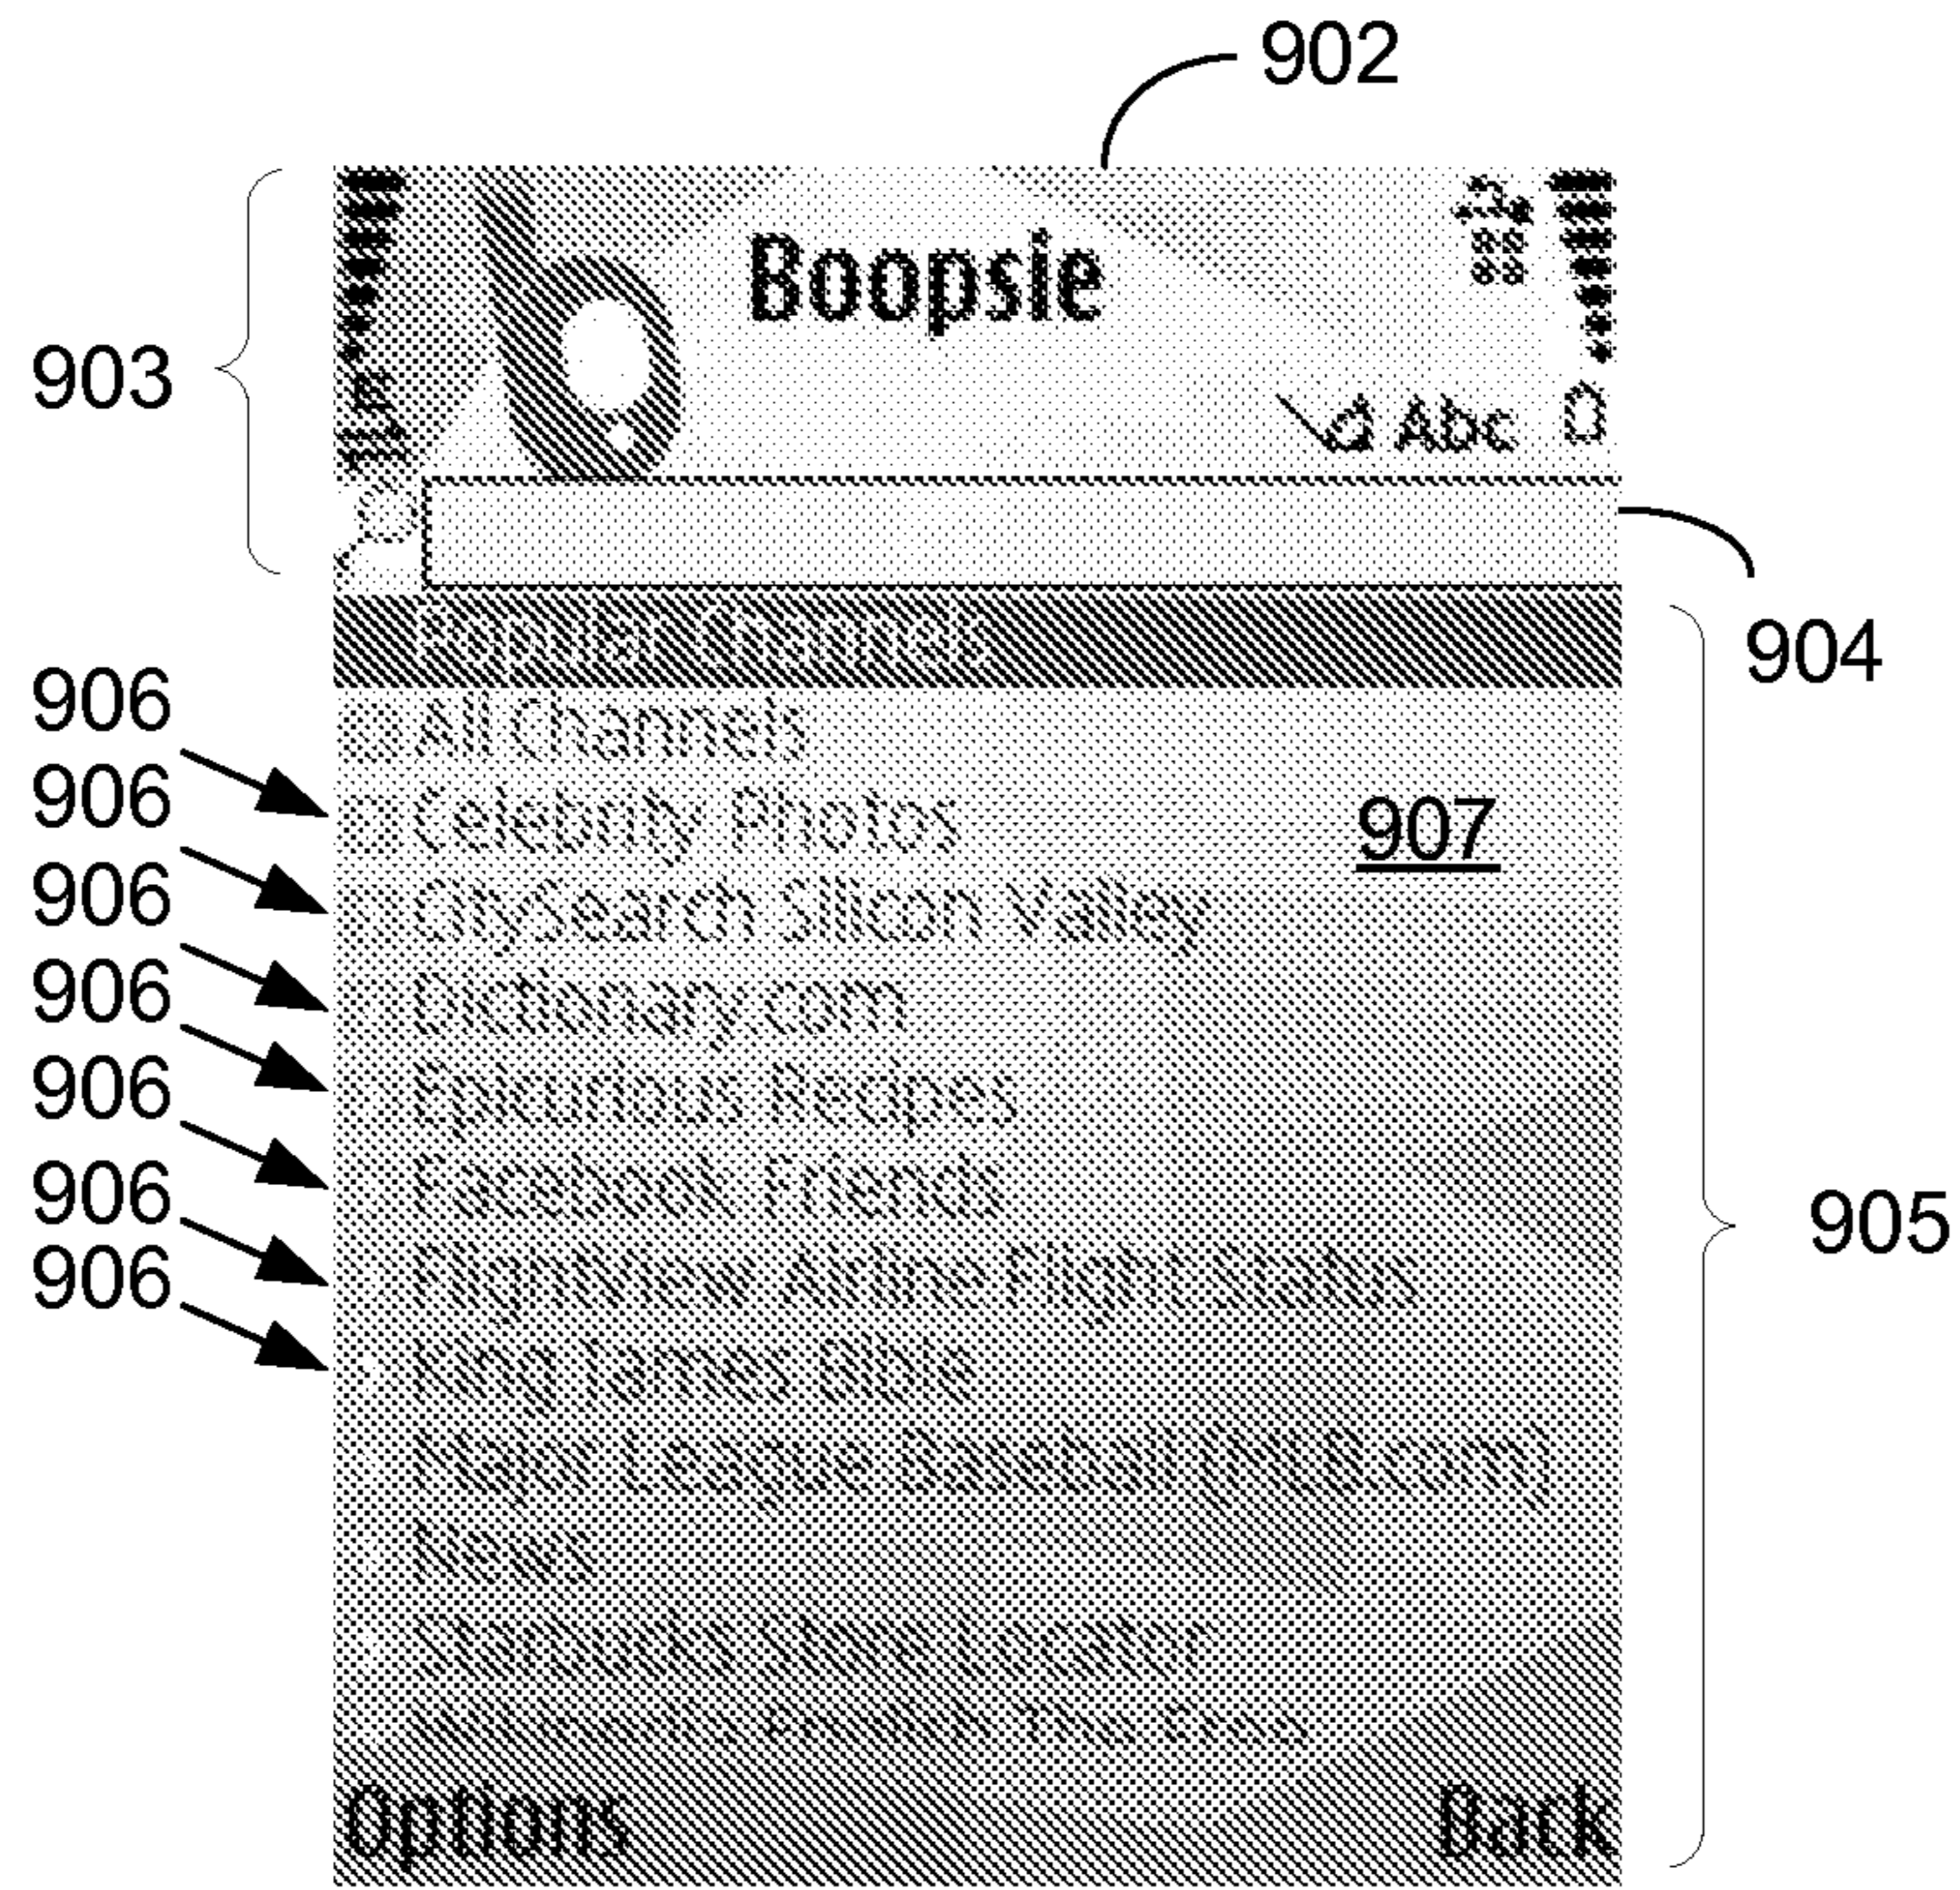 902
Boopsie
903
Abc
Popular Channels
904
906
All Channels
906
Celebrity Photos
907
906
CitySearch Silicon Valley
906
Dictionary.com
906
Epicurious Recipes
Facebook Friends
906
905
FlightView Airline Flight Status
906
King James Bible
Major League Baseball (MLB.com)
News
Starbucks Store Locator
Options
Back